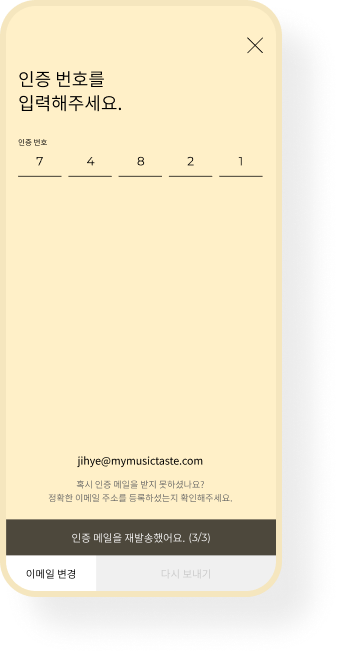 인증 번호를
입력해주세요.
인증 번호
7 4 8 2 1
jihye@mymusictaste.com
혹시 인증 메일을 받지 못하셨나요?
정확한 이메일 주소를 등록하셨는지 확인해주세요.
인증 메일을 재발송했어요. (3/3)
이메일 변경 다시 보내기